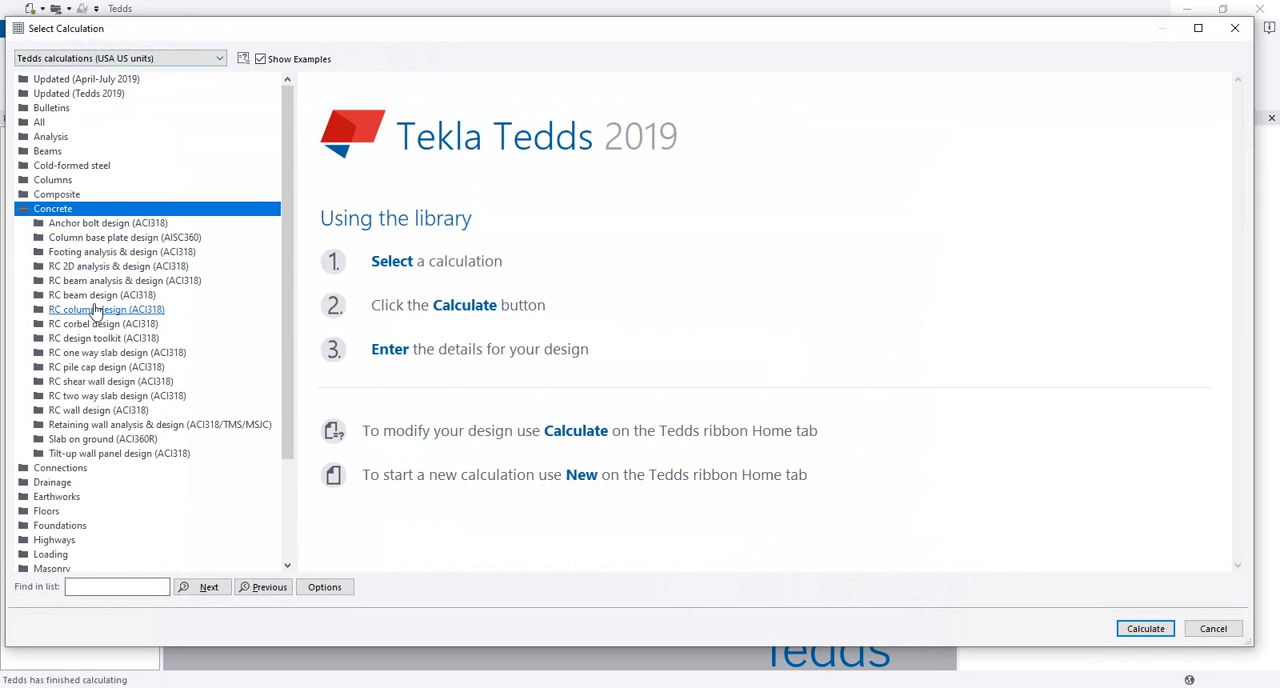 Tedds
Select Calculation
Tedds calculations (USA US units)
Show Examples
Updated (April-July 2019)
Updated (Tedds 2019)
Bulletins
All
Analysis
Beams
Cold-formed steel
Columns
Composite
Concrete
Anchor bolt design (ACI318)
Column base plate design (AISC360)
Footing analysis & design (ACI318)
RC 2D analysis & design (ACI318)
RC beam analysis & design (ACI318)
RC beam design (ACI318)
RC column design (ACI318)
RC corbel design (ACI318)
RC design toolkit (ACI318)
RC one way slab design (ACI318)
RC pile cap design (ACI318)
RC shear wall design (ACI318)
RC two way slab design (ACI318)
RC wall design (ACI318)
Retaining wall analysis & design (ACI318/TMS/MSJC)
Slab on ground (ACI360R)
Tilt-up wall panel design (ACI318)
Connections
Drainage
Earthworks
Floors
Foundations
Highways
Loading
Masonry
Tekla Tedds 2019
Using the library
1. Select a calculation
2. Click the Calculate button
3. Enter the details for your design
To modify your design use Calculate on the Tedds ribbon Home tab
To start a new calculation use New on the Tedds ribbon Home tab
Find in list:
Next
Previous
Options
Calculate
Cancel
Tedds
Tedds has finished calculating